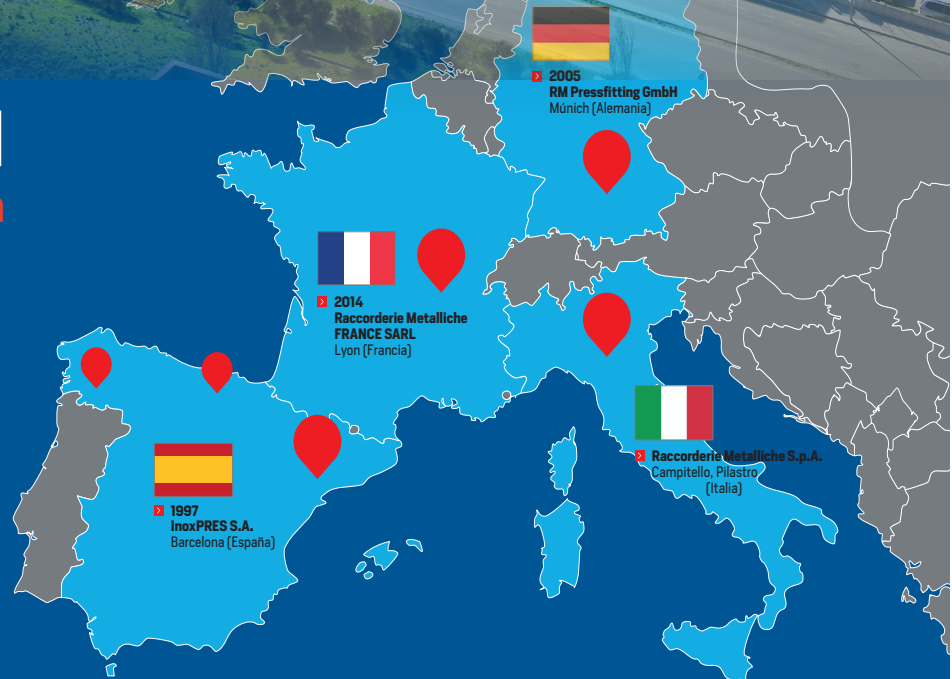 2005
RM Pressfitting GmbH
Múnich (Alemania)
2014
Raccorderie Metalliche
FRANCE SARL
Lyon (Francia)
Raccorderie Metalliche S.p.A.
Campitello, Pilastro
(Italia)
1997
InoxPRES S.A.
Barcelona (España)